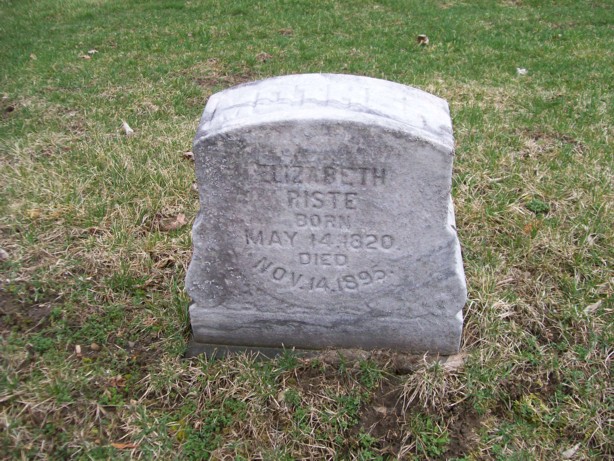 ELIZABETH
RISTE
BORN
MAY 14, 1820
DIED
NOV. 14, 1895.